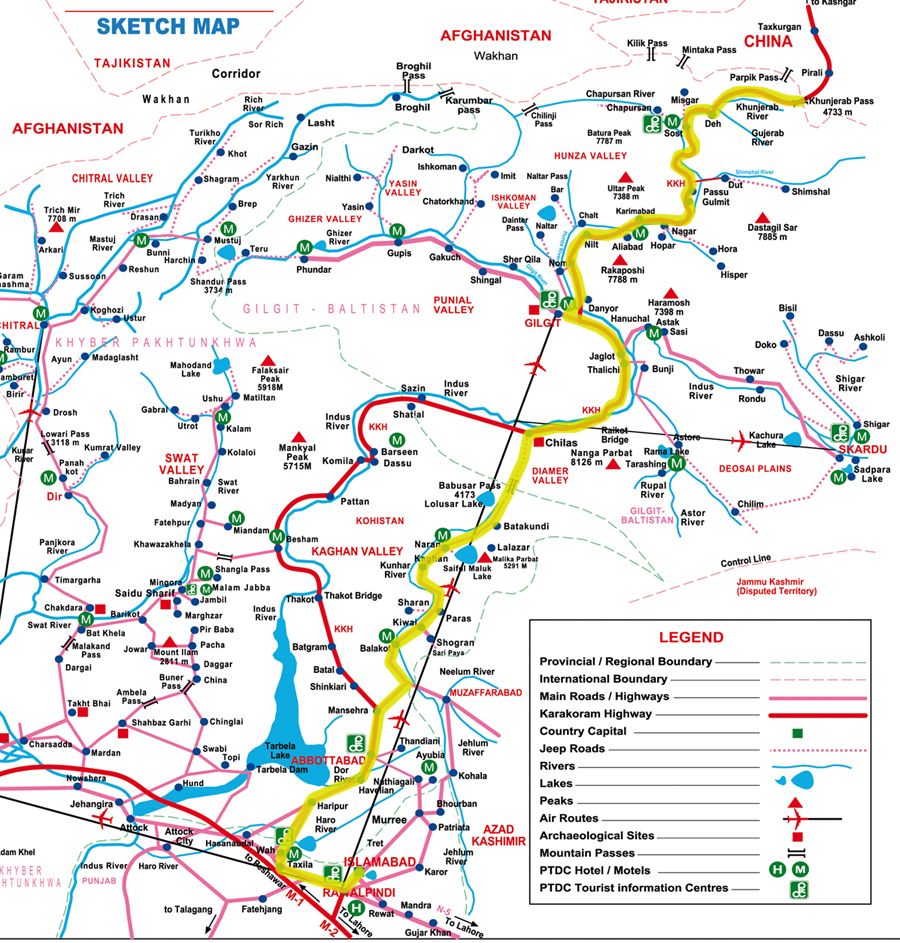 TAJIKISTAN
to Kashgar
SKETCH MAP
AFGHANISTAN
Wakhan
Taxkurgan
CHINA
Kilik Pass
Mintaka Pass
TAJIKISTAN
Corridor
Broghil
Pass
Parpik Pass
Pirali
Wakhan
Rich
River
Broghil
Karumbar
pass
Chapursan River
Chapursan
Misgar
Khunjerab Pass
4733 m
Khunjerab
River
AFGHANISTAN
Turikho
River
Sor Rich
Lasht
Chilinji
Pass
Batura Peak
7787 m
Sost
Deh
Gujerab
River
Khot
Gazin
Darkot
HUNZA VALLEY
CHITRAL VALLEY
Shagram
Yarkhun
River
Nialthi
YASIN
VALLEY
Ishkoman
Imit
Naltar Pass
Bar
Ultar Peak
7388 m
KKH
Shimshal River
Dut
Shimshal
Passu
Gulmit
Trich
River
Trich Mir
7708 m
Drasan
Brep
Yasin
Chatorkhand
ISHKOMAN
VALLEY
Dainter
Pass
Naltar
Chalt
Karimabad
Dastagil Sar
7885 m
GHIZER VALLEY
Ghizer
River
Arkari
Mastuj
River
Bunni
Harchin
Mustuj
Teru
Phundar
Gupis
Gakuch
Sher Qila
Shingal
Nilt
Aliabad
Hopar
Nagar
Hora
Hisper
Rakaposhi
7788 m
Garam
Sussoon
Reshun
Shandur Pass
3734 m
GILGIT - BALTISTAN
PUNIAL
VALLEY
Danyor
GILGIT
Haramosh
7398 m
Hanuchal
Astak
Sasi
Bisil
CHITRAL
Koghozi
Ustur
KHYBER PAKHTUNKHWA
Rambur
Ayun
Madaglasht
Birir
Mahodand
Lake
Falaksair
Peak
5918M
Jaglot
Thalichi
Bunji
Doko
Dassu
Ashkoli
Shigar
River
Thowar
Rondu
Indus
River
Drosh
Gabral
Utrot
Ushu
Matiltan
Kalam
Sazin
Indus
River
Shatial
KKH
Shigar
SKARDU
Lowari Pass
3118 m
Kunar
River
Kumrat Valley
Panah
kot
Dir
SWAT
VALLEY
Kololoi
Bahrain
Swat
River
Mankyal
Peak
5715M
Indus
River
KKH
Komila
Barseen
Dassu
Chilas
Raikot
Bridge
Nanga Parbat
8126 m
DIAMER
VALLEY
Astore
Rama Lake
Tarashing
Rupal
River
Kachura
Lake
DEOSAI PLAINS
Sadpara
Lake
Madyan
Fatehpur
Khawazakhela
Miandam
Pattan
Babusar Pass
4173
Lolusar Lake
GILGIT-
BALTISTAN
Astor
River
Chilim
Panjkora
River
Besham
KOHISTAN
KAGHAN VALLEY
Naran
Kaghan
Batakundi
Lalazar
Malika Parbat
5291 M
Saiful Maluk
Lake
Kunhar
River
Control Line
Jammu Kashmir
(Disputed Territory)
Timargarha
Shangla Pass
Malam Jabba
Mingora
Saidu Sharif
Jambil
Marghzar
Chakdara
Swat River
Barikot
Bat Khela
Malakand
Pass
Dargai
Thakot
Thakot Bridge
Indus
River
KKH
Sharan
Kiwai
Paras
Shogran
Sari Paya
Balakot
Pir Baba
Pacha
Jowar
Mount Ilam
2811 m
Daggar
Buner
Pass
China
Ambela
Pass
Batgram
Batal
Shinkiari
Mansehra
Neelum River
MUZAFFARABAD
Takht Bhai
Shahbaz Garhi
Chinglai
Charsadda
Mardan
Swabi
Topi
Tarbela
Lake
Tarbela Dam
ABBOTTABAD
Thandiani
Ayubia
Jehlum
River
Kohala
Nowshera
Jehangira
Hund
Dor
River
Nathiagali
Havelian
Haripur
Haro
River
Bhourban
Murree
Patriata
AZAD
KASHMIR
Attock
Attock
City
Hasanabdal
Wah
Taxila
Tret
Jehlum
River
ISLAMABAD
RAWALPINDI
Karor
Adam Khel
KHYBER
Indus River
PUNJAB
Haro River
to Peshawar
M-1
M-2
to Talagang
Fatehjang
To Lahore
Rewat
Mandra
Gujar Khan
N-5
To Lahore
LEGEND
Provincial / Regional Boundary
International Boundary
Main Roads / Highways
Karakoram Highway
Country Capital
Jeep Roads
Rivers
Lakes
Peaks
Air Routes
Archaeological Sites
Mountain Passes
PTDC Hotel / Motels H M
PTDC Tourist information Centres